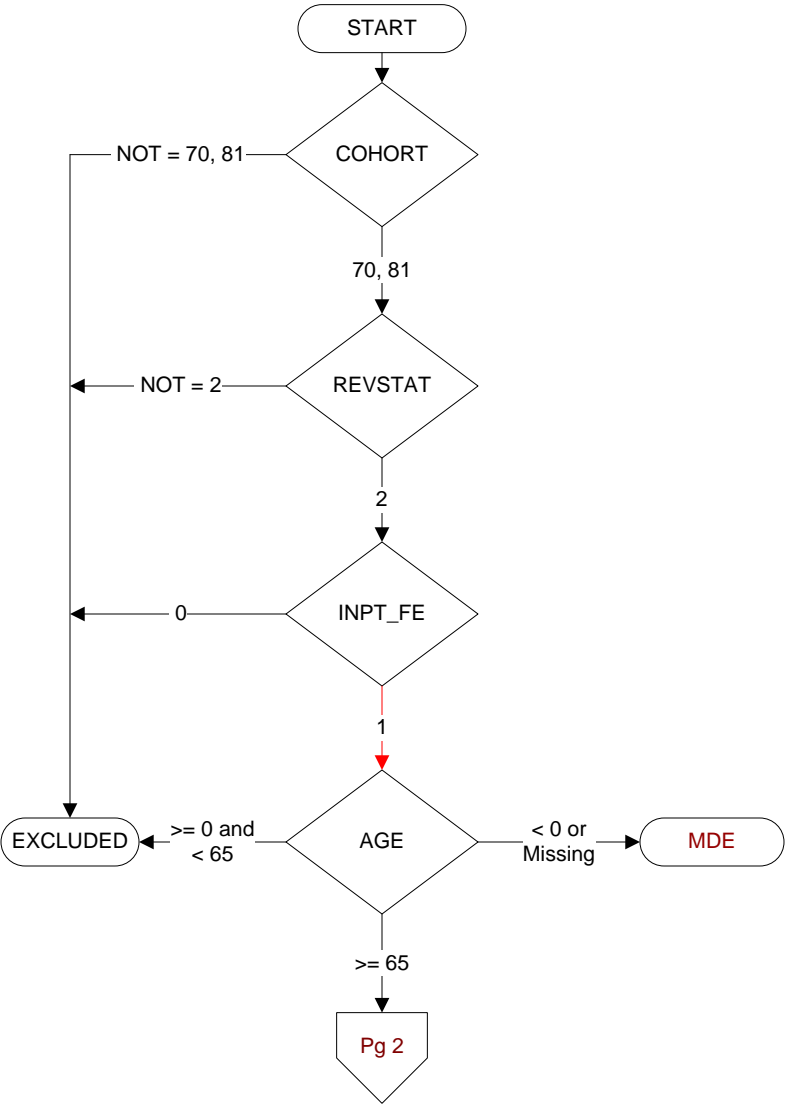 START
COHORT
NOT = 70, 81
70, 81
REVSTAT
NOT = 2
2
INPT_FE
0
1
AGE
EXCLUDED
>= 0 and
< 65
< 0 or
Missing
MDE
>= 65
Pg 2